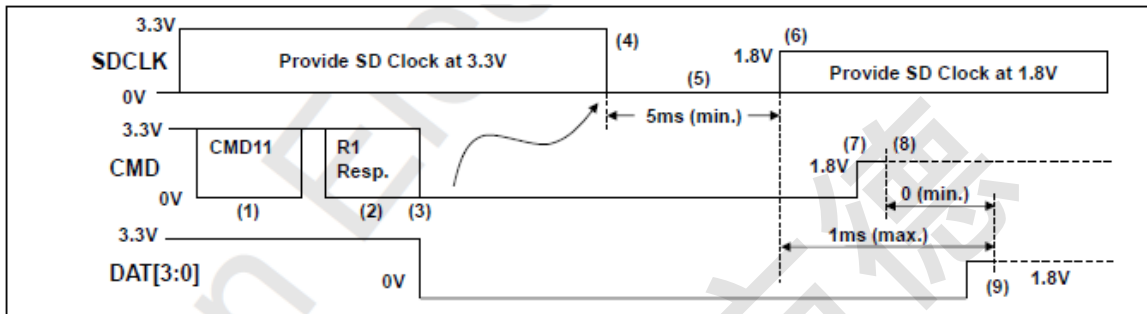 3.3V
SDCLK
0V
Provide SD Clock at 3.3V
(4)
(5)
5ms (min.)
(6)
1.8V
Provide SD Clock at 1.8V
3.3V
CMD
0V
CMD11
(1)
R1
Resp.
(2)
(3)
(7)
(8)
1.8V
0 (min.)
1ms (max.)
3.3V
DAT[3:0]
0V
(9)
1.8V